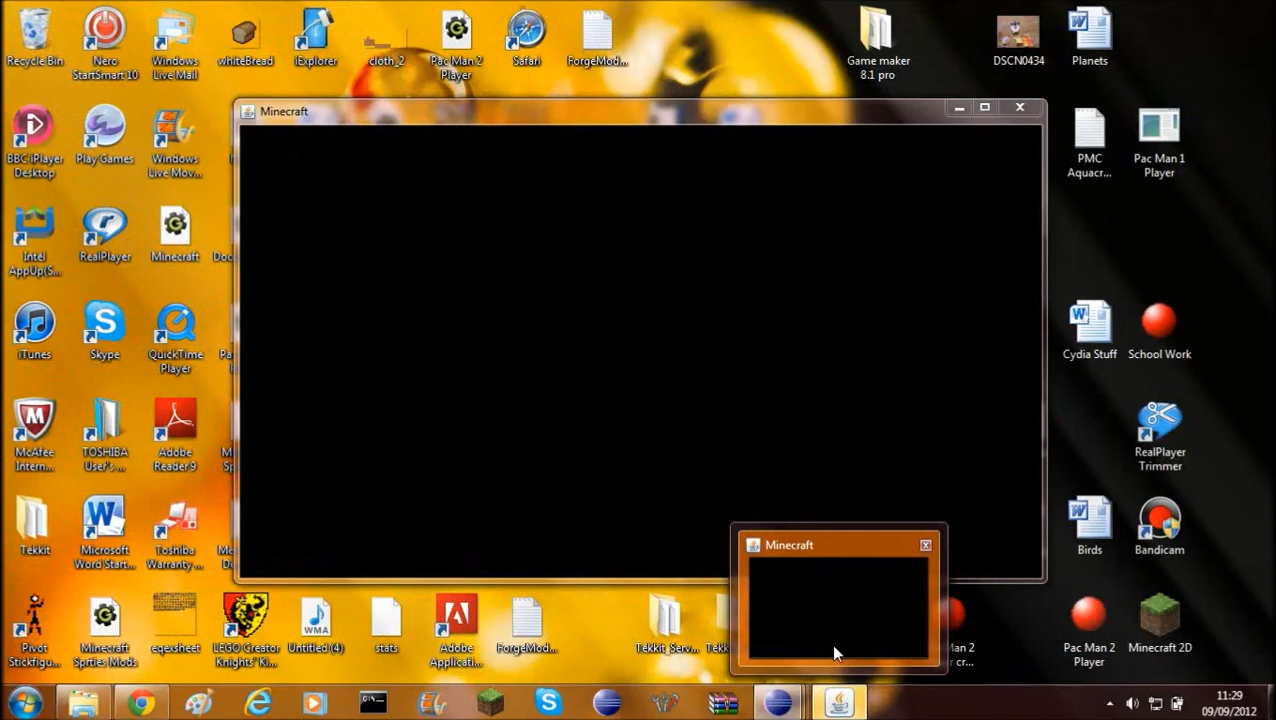 Recycle Bin
Nero
StartSmart 10
Windows
Live Mail
whiteBread
iExplorer
cloth_2
Pac Man 2
Player
Safari
ForgeMod...
Game maker
8.1 pro
DSCN0434
Planets
Minecraft
BBC iPlayer
Desktop
Play Games
Windows
Live Mov...
PMC
Aquacr...
Pac Man 1
Player
Intel
AppUp(S...
RealPlayer
Minecraft
Doc
iTunes
Skype
QuickTime
Player
Cydia Stuff
School Work
McAfee
Intern...
TOSHIBA
User's ...
Adobe
Reader 9
RealPlayer
Trimmer
Tekkit
Microsoft
Word Start...
Toshiba
Warranty ...
Birds
Bandicam
Minecraft
Pivot
Stickfigu...
Minecraft
Sprties Mods
eqexsheet
LEGO Creator
Knights' Ki...
WMA
Untitled (4)
stats
Adobe
Applicati...
ForgeMod...
Tekkit_Serv...
Pac Man 2
Player
Minecraft 2D
11:29
09/09/2012